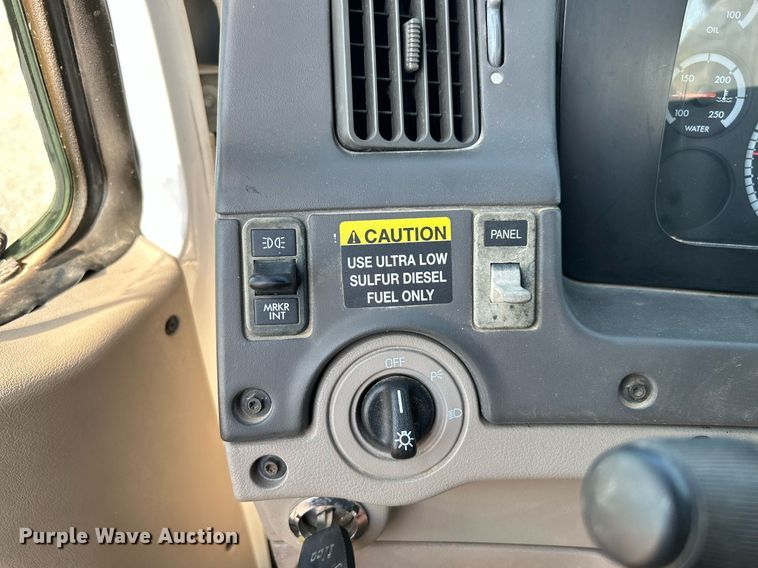 100
OIL
150
200
100
250
WATER
CAUTION
USE ULTRA LOW
SULFUR DIESEL
FUEL ONLY
PANEL
MRKR
INT
OFF
Purple Wave Auction